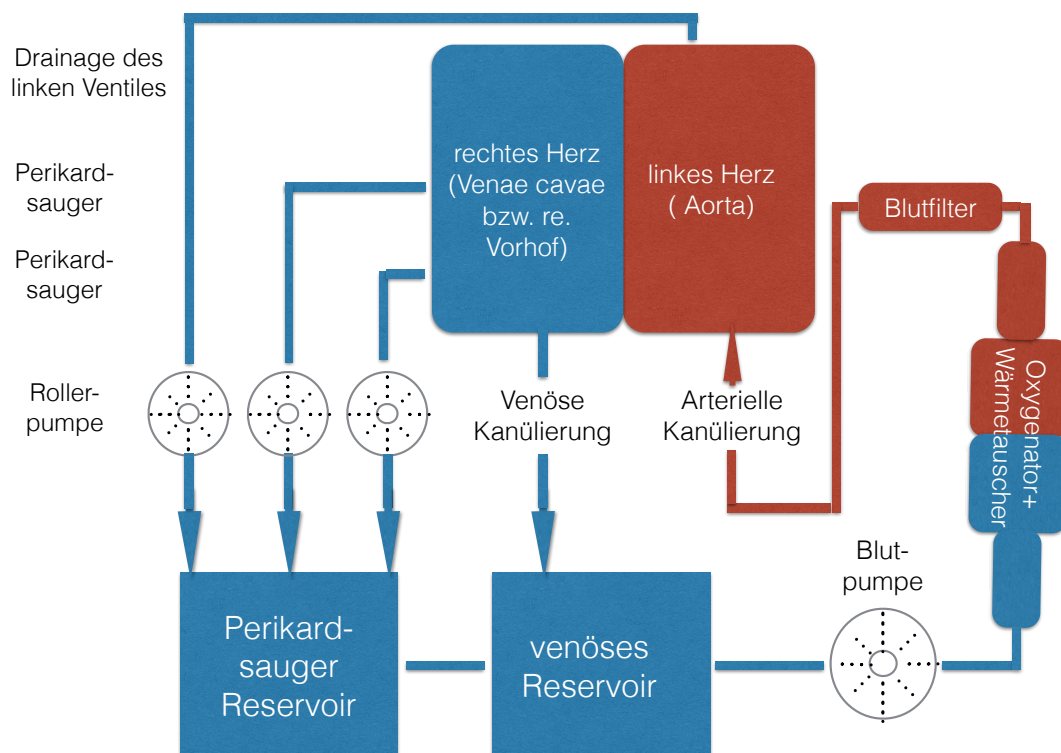 Drainage des
linken Ventiles
Perikard-
sauger
Perikard-
sauger
Roller-
pumpe
rechtes Herz
(Venae cavae
bzw. re.
Vorhof)
linkes Herz
( Aorta)
Blutfilter
Oxygenator+
Wärmetauscher
Venöse
Kanülierung
Arterielle
Kanülierung
Blut-
pumpe
Perikard-
sauger
Reservoir
venöses
Reservoir